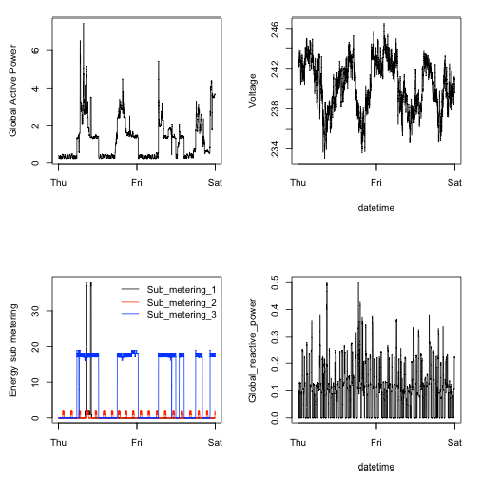 Global Active Power
0 2 4 6
Thu Fri Sat
Voltage
234 238 242 246
Thu Fri Sat
datetime
Energy sub metering
0 10 20 30
Sub_metering_1
Sub_metering_2
Sub_metering_3
Thu Fri Sat
Global_reactive_power
0.0 0.1 0.2 0.3 0.4 0.5
Thu Fri Sat
datetime